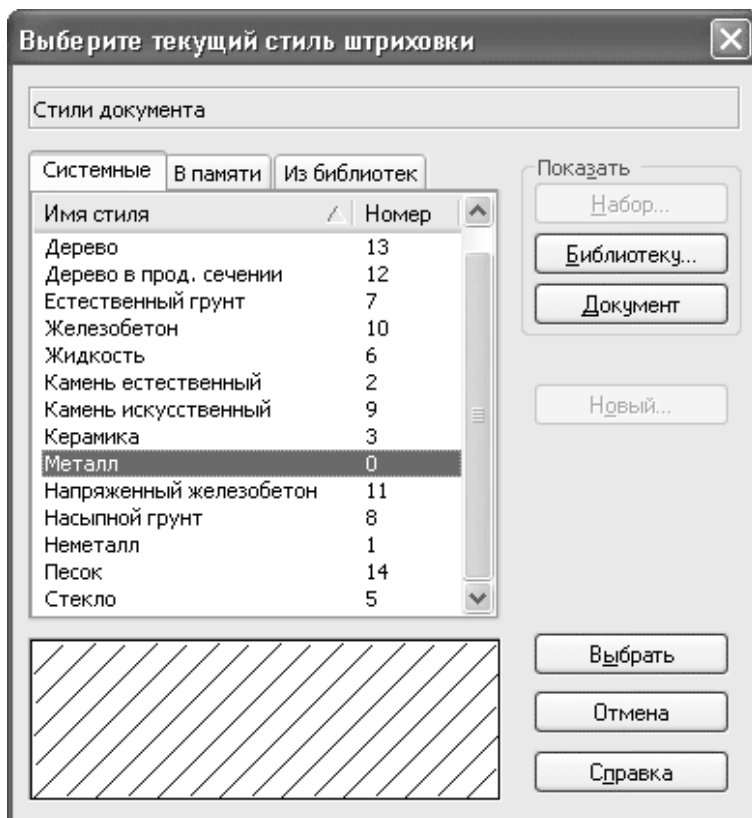 Выберите текущий стиль штриховки
Стили документа
Системные В памяти Из библиотек
Имя стиля Номер
Дерево 13
Дерево в прод. сечении 12
Естественный грунт 7
Железобетон 10
Жидкость 6
Камень естественный 2
Камень искусственный 9
Керамика 3
Металл 0
Напряженный железобетон 11
Насыпной грунт 8
Неметалл 1
Песок 14
Стекло 5
Показать
Набор...
Библиотеку...
Документ
Новый...
Выбрать
Отмена
Справка